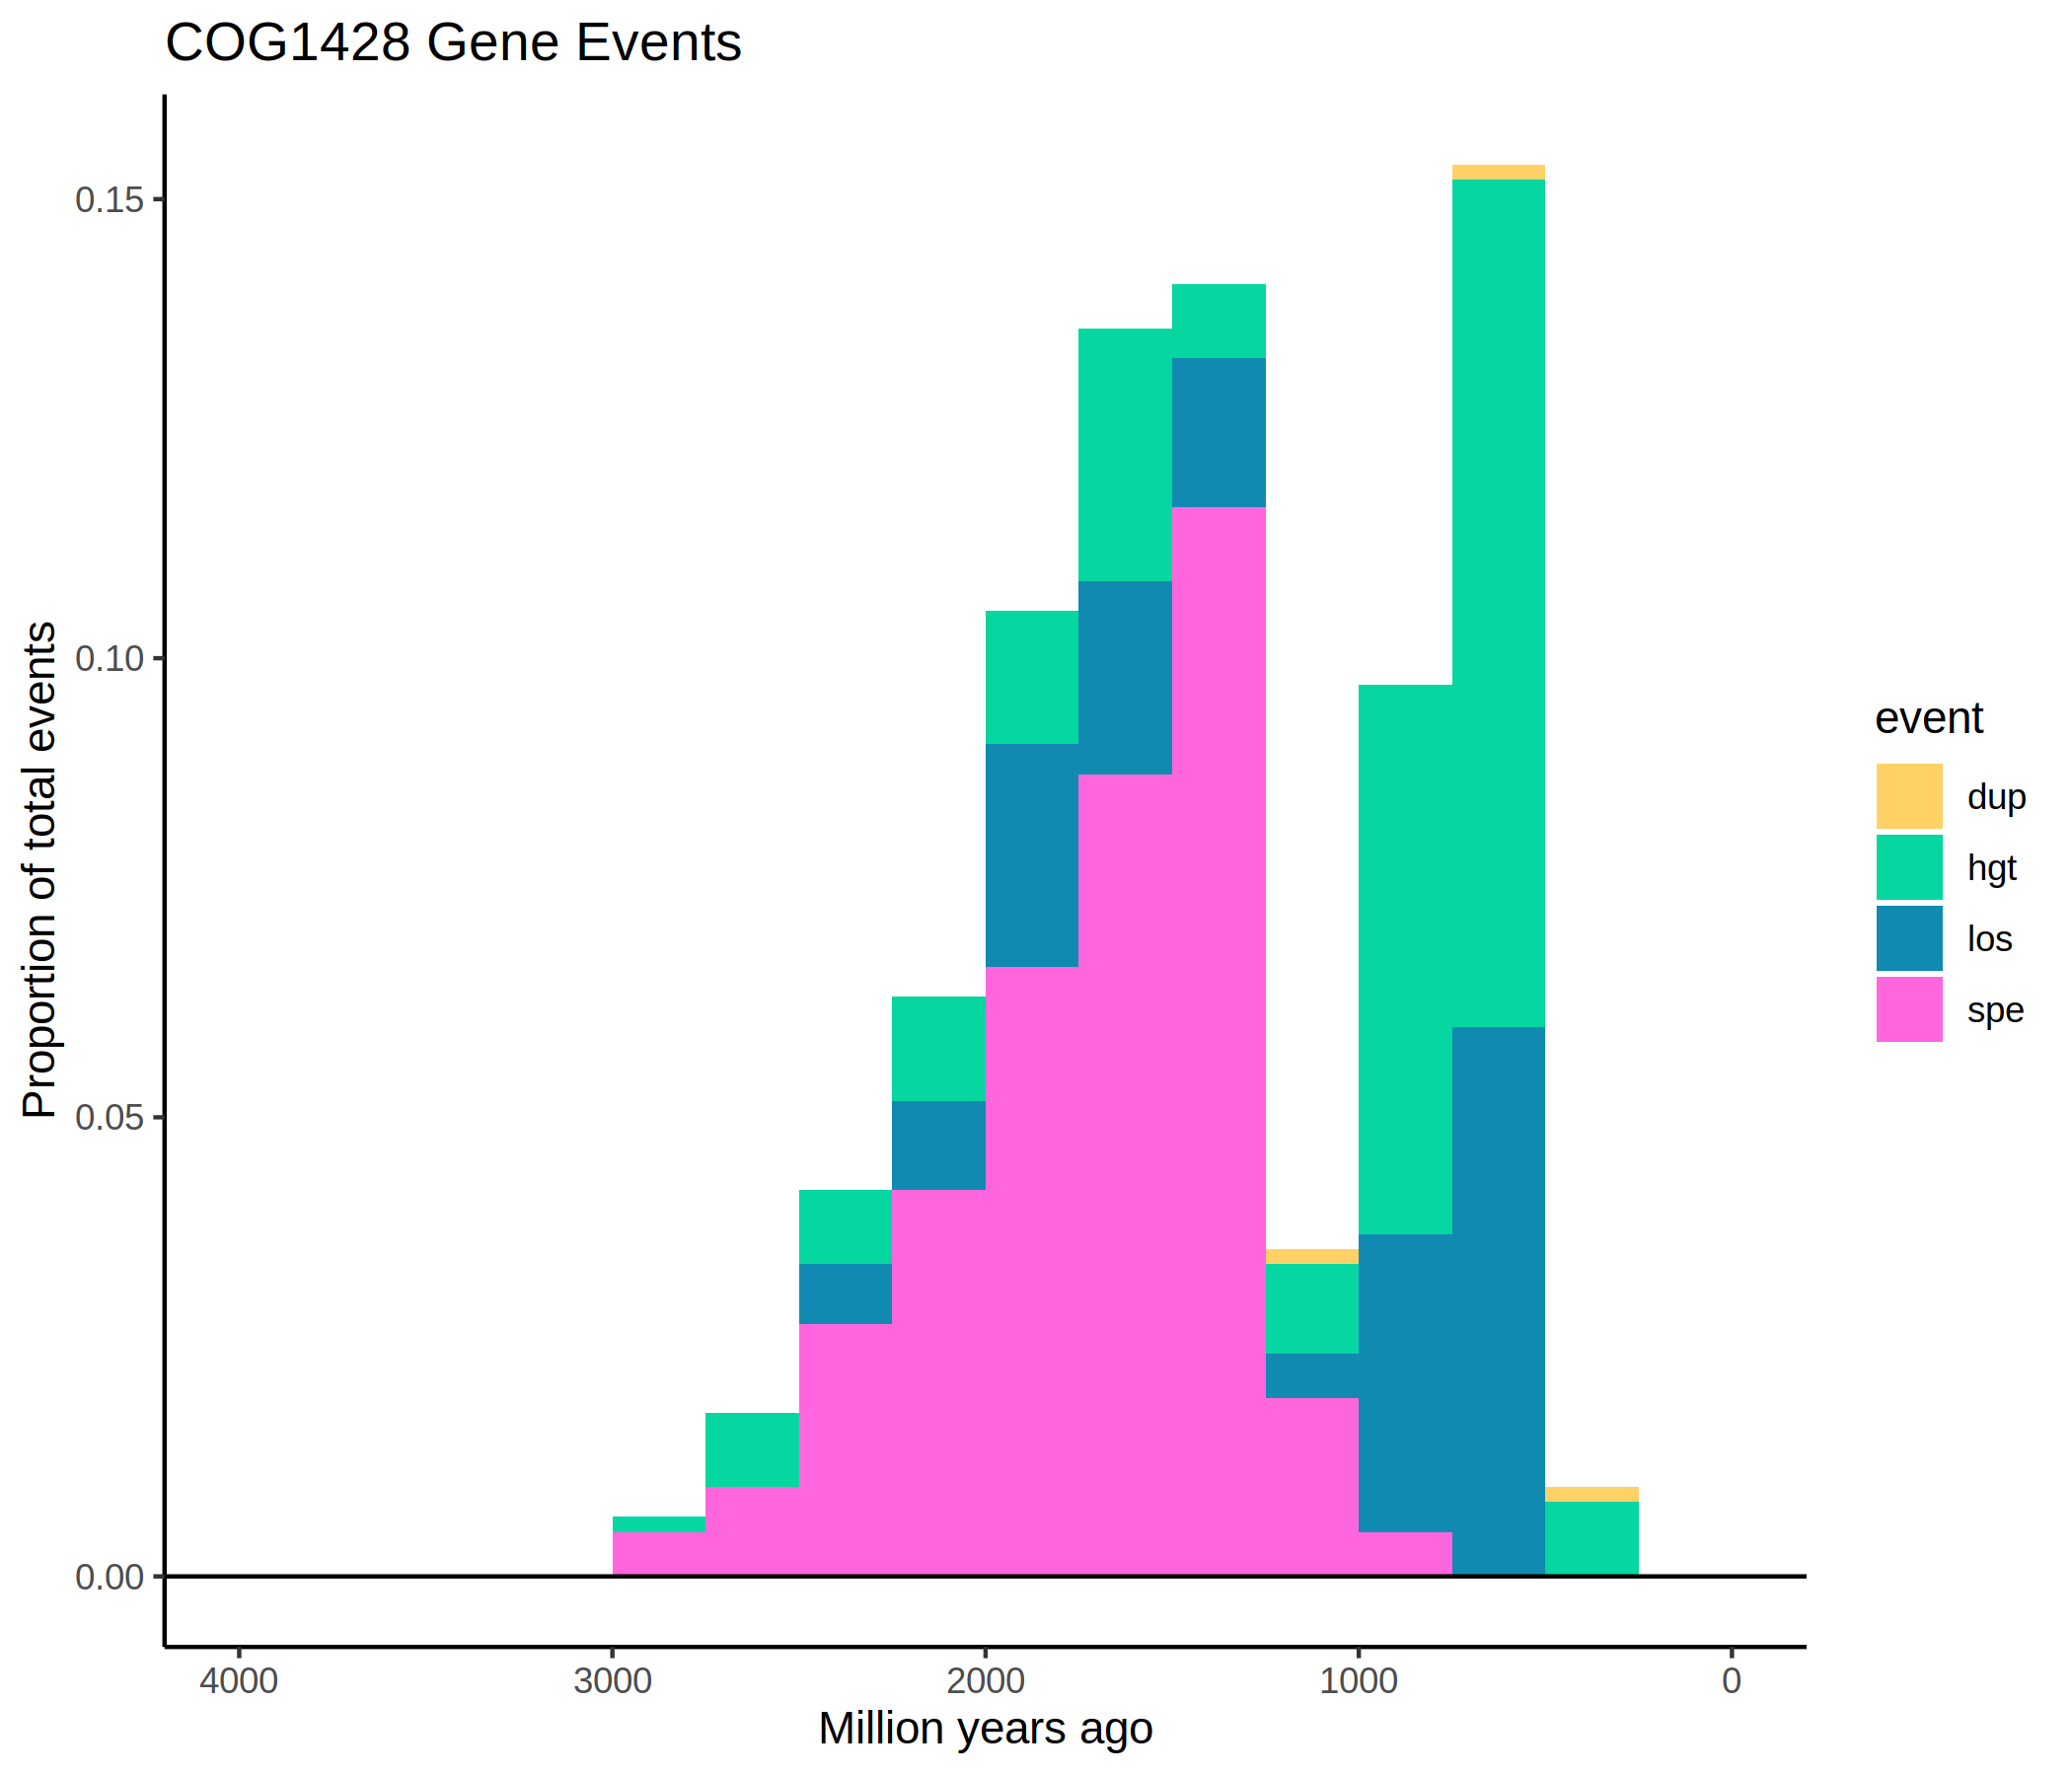 COG1428 Gene Events
0.15
0.10
0.05
0.00
Proportion of total events
4000 3000 2000 1000 0
Million years ago
event
dup
hgt
los
spe